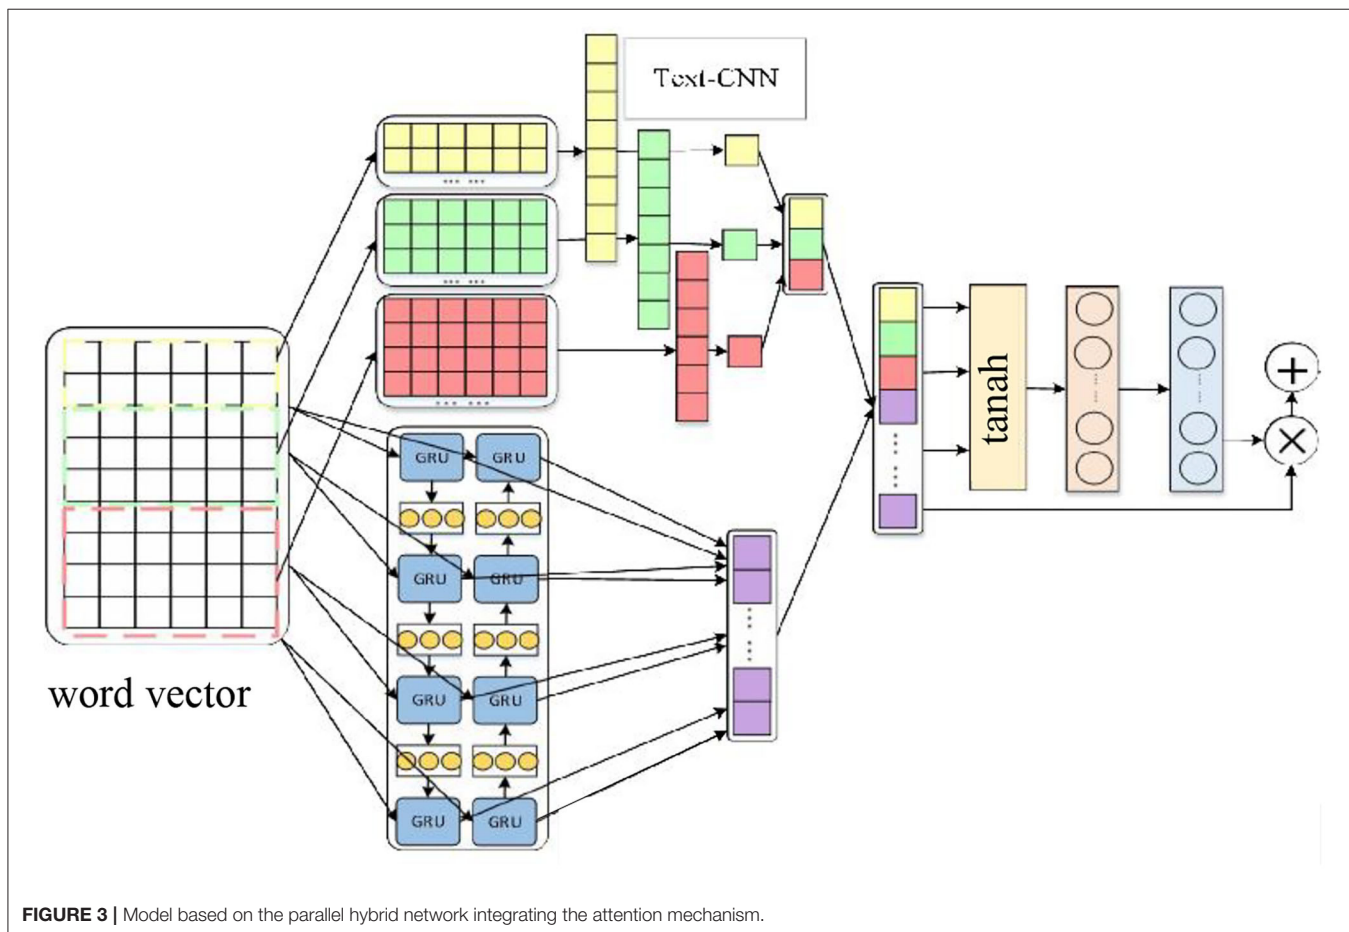 Text-CNN
word vector
GRU GRU
GRU GRU
GRU GRU
GRU GRU
tanah
FIGURE 3 | Model based on the parallel hybrid network integrating the attention mechanism.